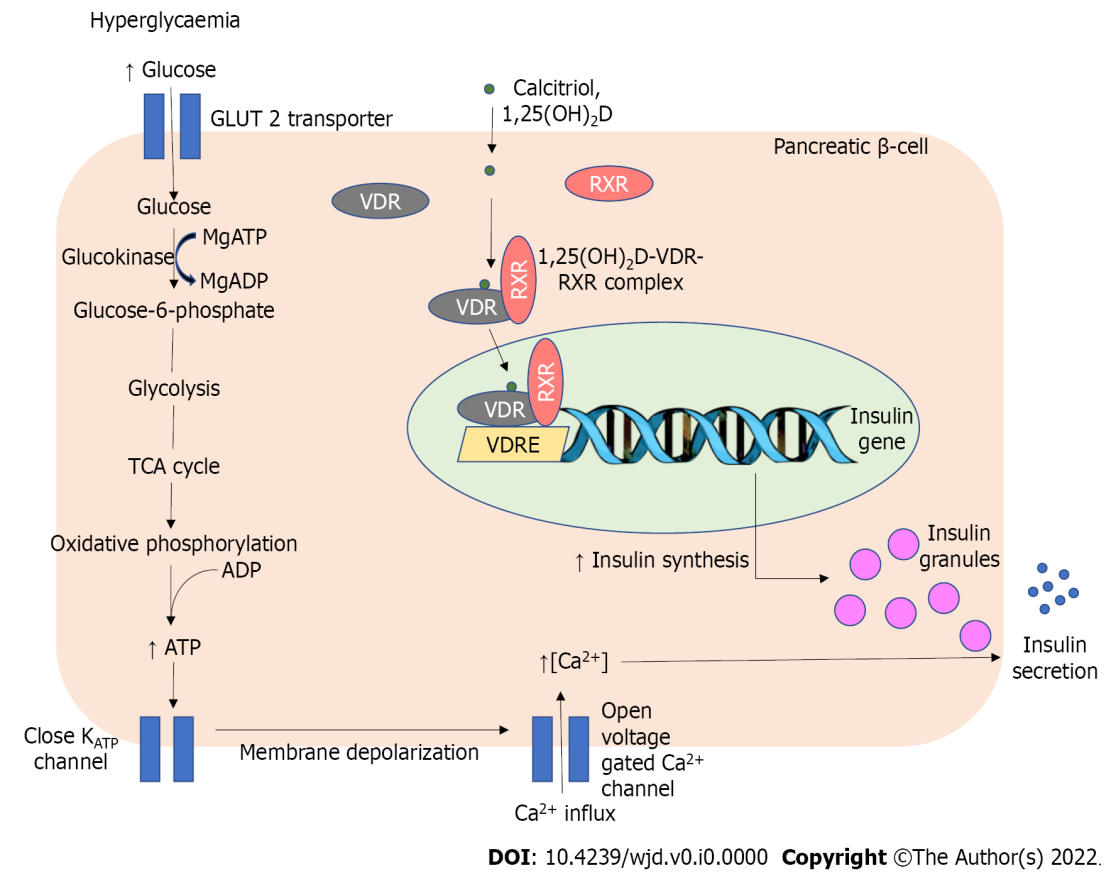 Hyperglycaemia
↑ Glucose
GLUT 2 transporter
Calcitriol,
1,25(OH)₂D
Pancreatic β-cell
VDR
RXR
Glucose
MgATP
Glucokinase
MgADP
Glucose-6-phosphate
1,25(OH)₂D-VDR-
RXR complex
RXR
VDR
Glycolysis
RXR
VDR
VDRE
Insulin
gene
TCA cycle
Oxidative phosphorylation
ADP
↑ Insulin synthesis
Insulin
granules
↑ ATP
↑[Ca²⁺]
Insulin
secretion
Close K_ATP
channel
Membrane depolarization
Open
voltage
gated Ca²⁺
channel
Ca²⁺ influx
DOI: 10.4239/wjd.v0.i0.0000 Copyright ©The Author(s) 2022.